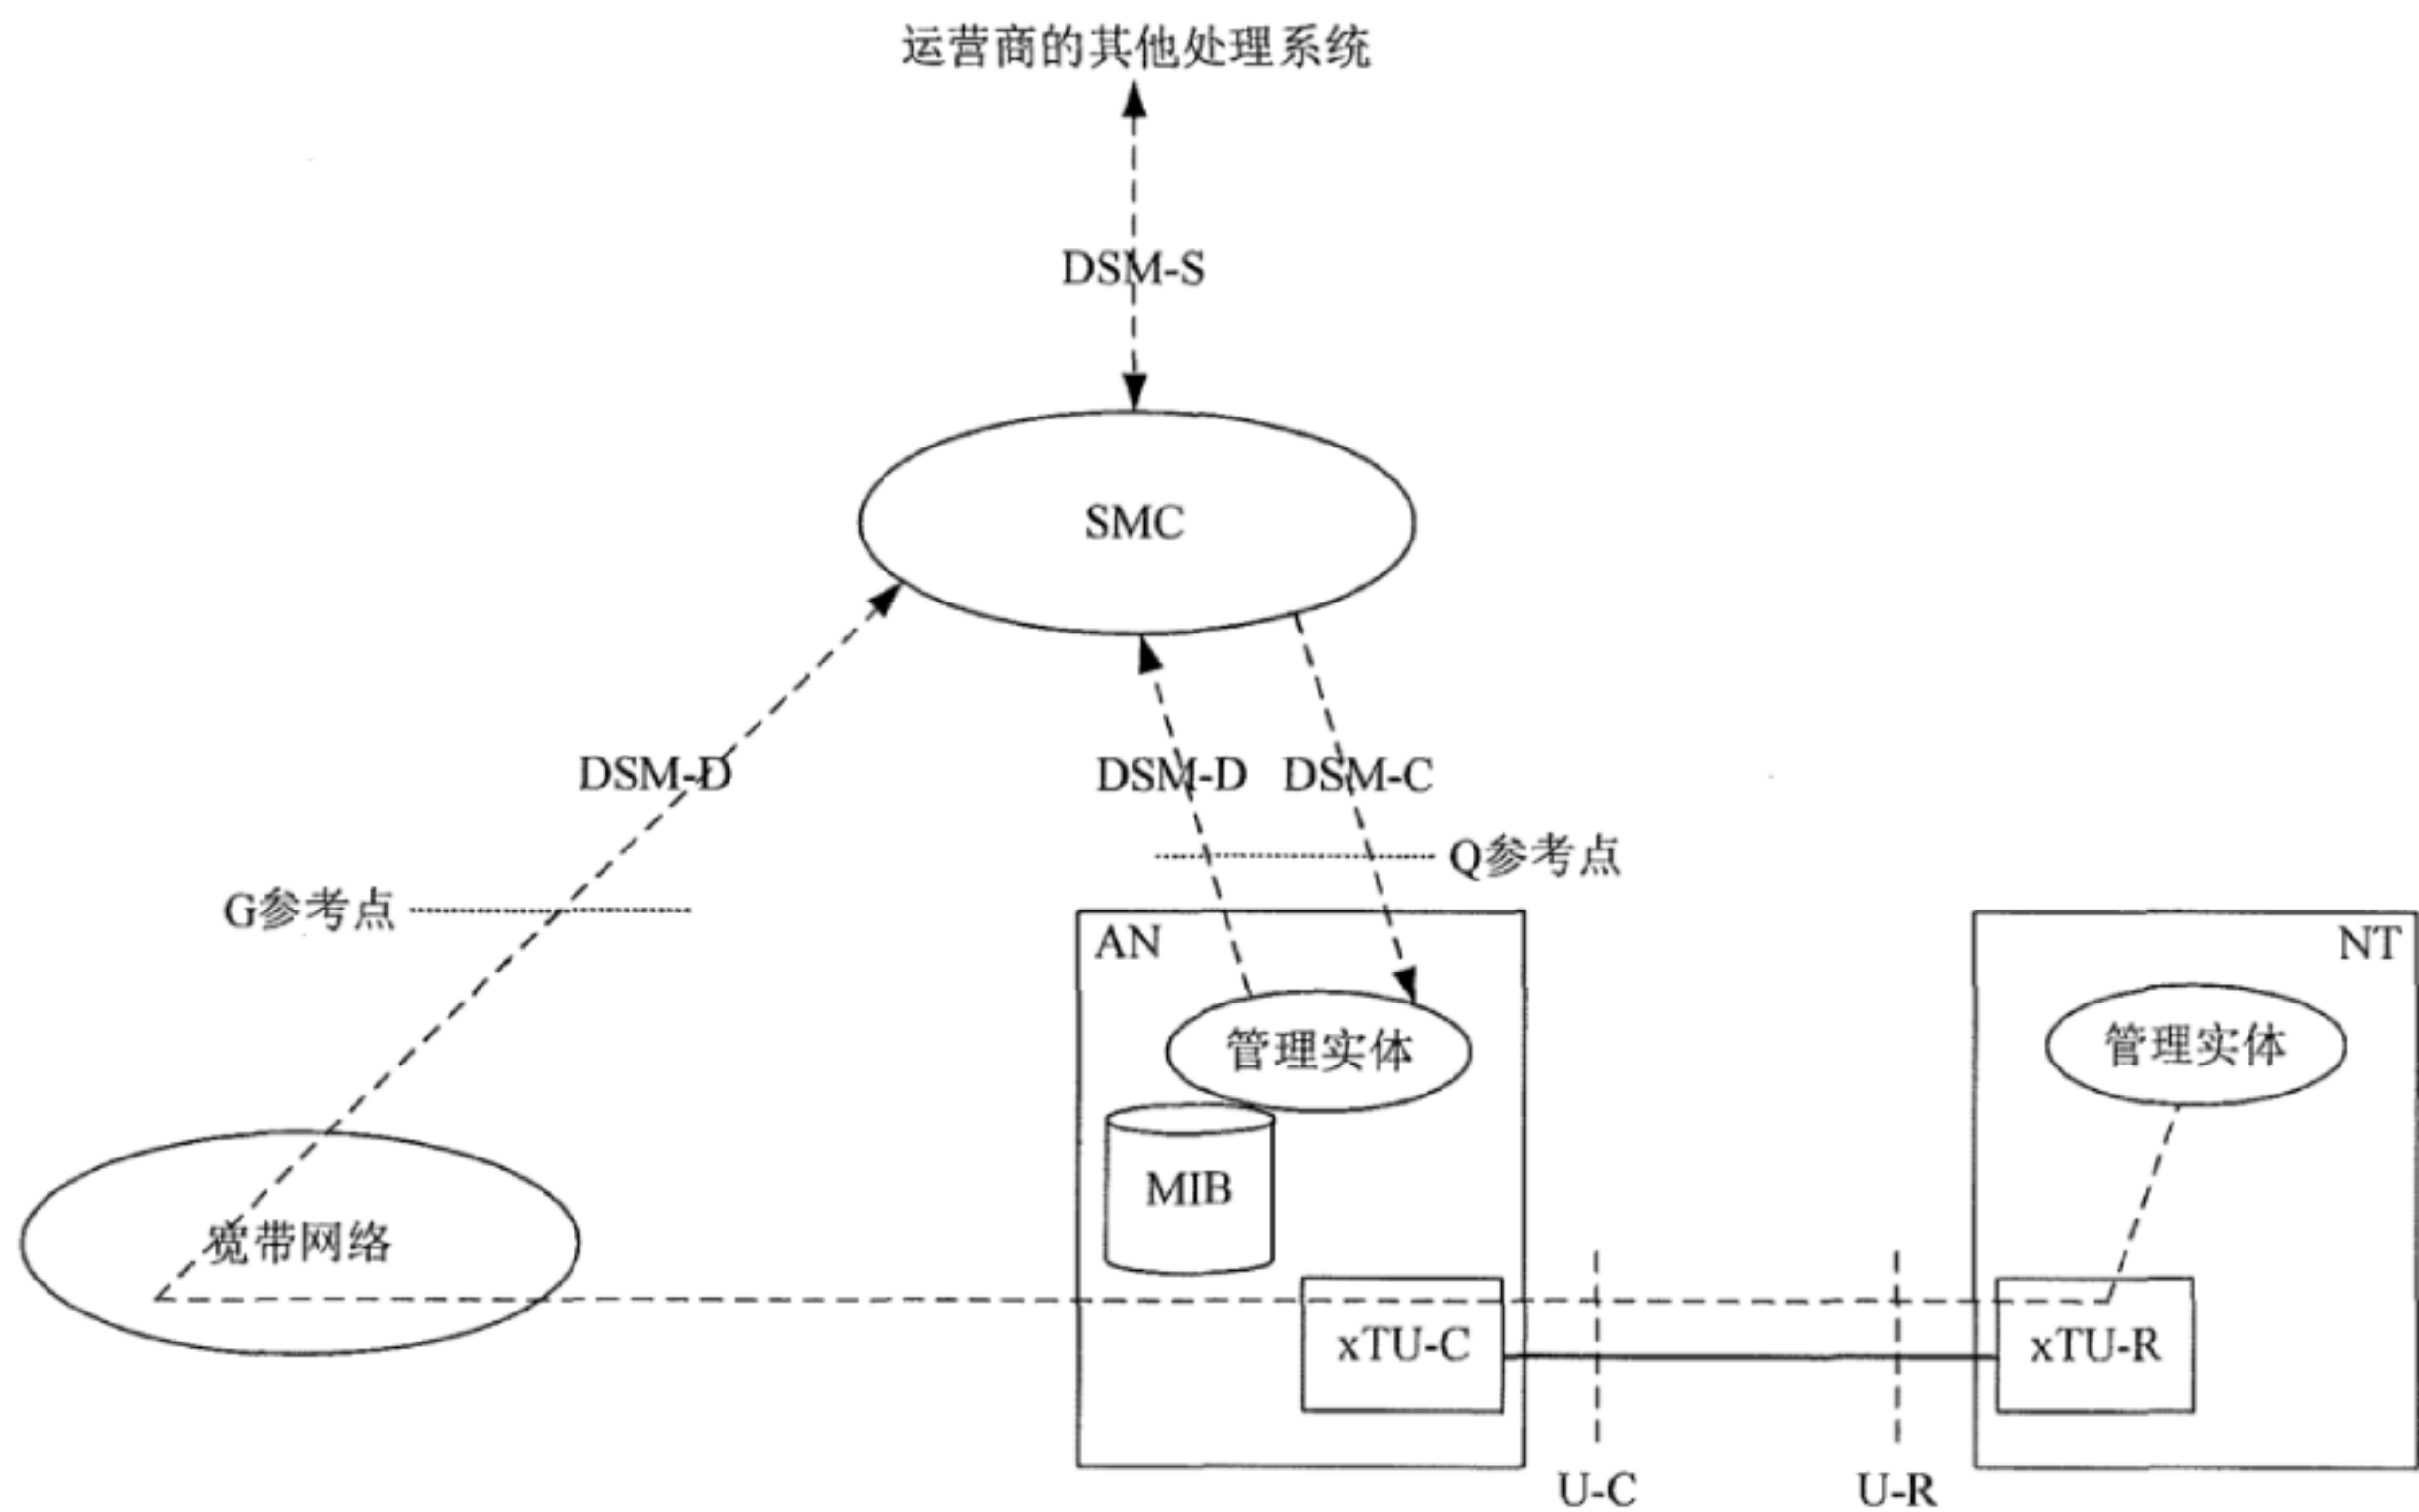 运营商的其他处理系统
DSM-S
SMC
DSM-D
DSM-D
DSM-C
Q参考点
G参考点
AN
NT
管理实体
管理实体
MIB
宽带网络
xTU-C
xTU-R
U-C
U-R